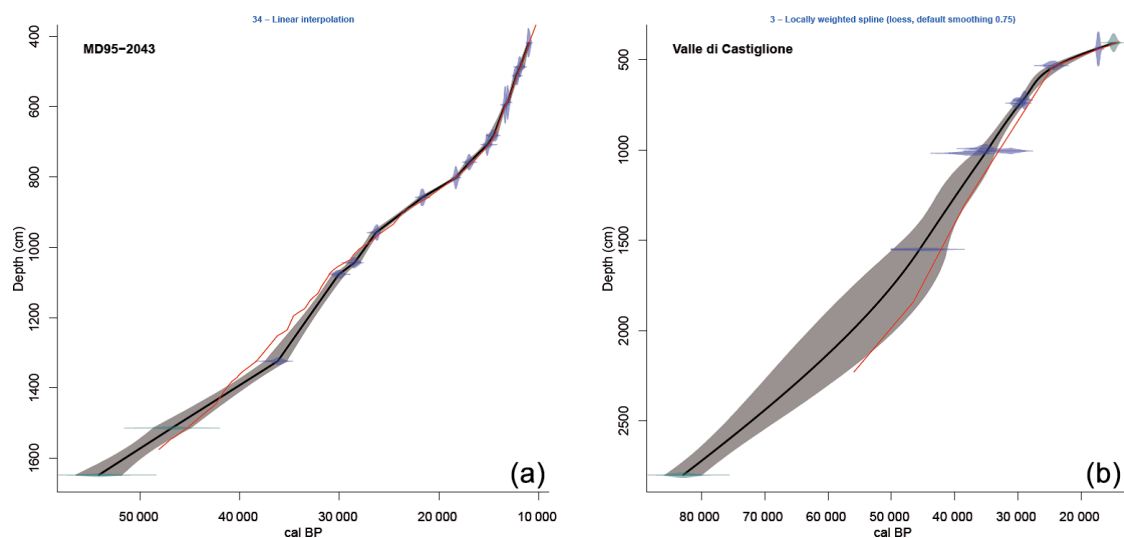 34 − Linear interpolation
MD95−2043
400
600
800
1000
1200
1400
1600
Depth (cm)
50 000
40 000
30 000
20 000
10 000
cal BP
(a)
3 − Locally weighted spline (loess, default smoothing 0.75)
Valle di Castiglione
500
1000
1500
2000
2500
Depth (cm)
80 000
70 000
60 000
50 000
40 000
30 000
20 000
cal BP
(b)